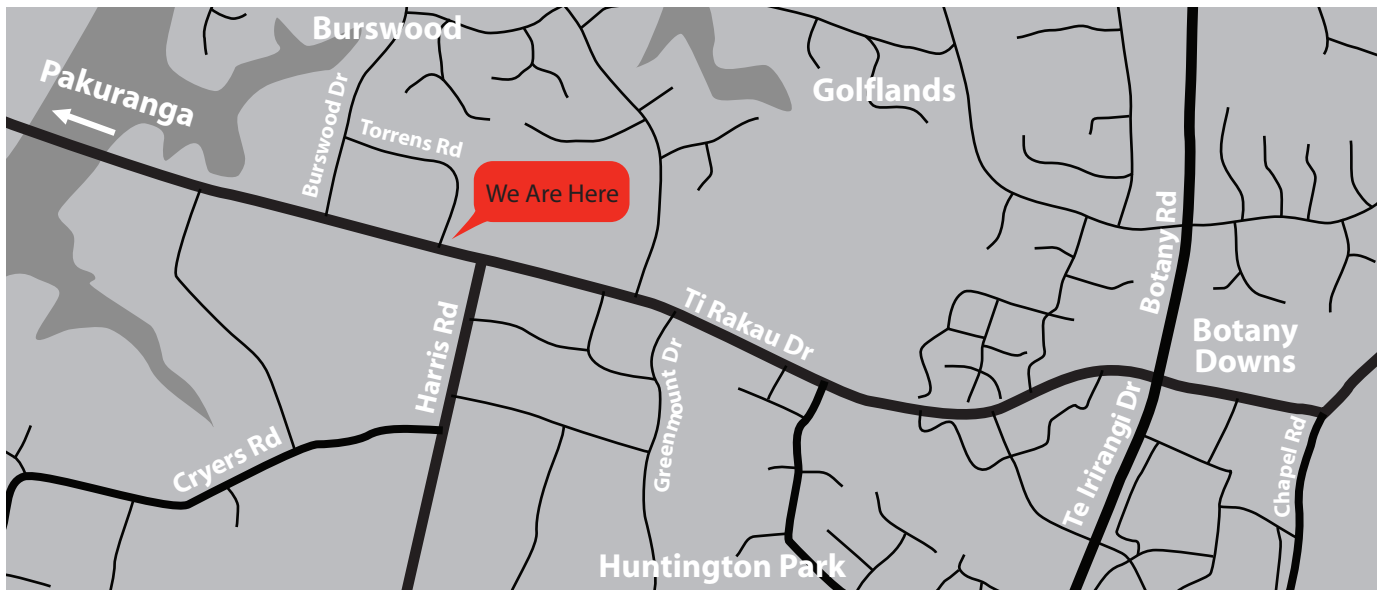 Burswood
Pakuranga
Burswood Dr
Torrens Rd
Golflands
We Are Here
Botany Rd
Ti Rakau Dr
Harris Rd
Botany
Downs
Greenmount Dr
Te Irirangi Dr
Chapel Rd
Cryers Rd
Huntington Park